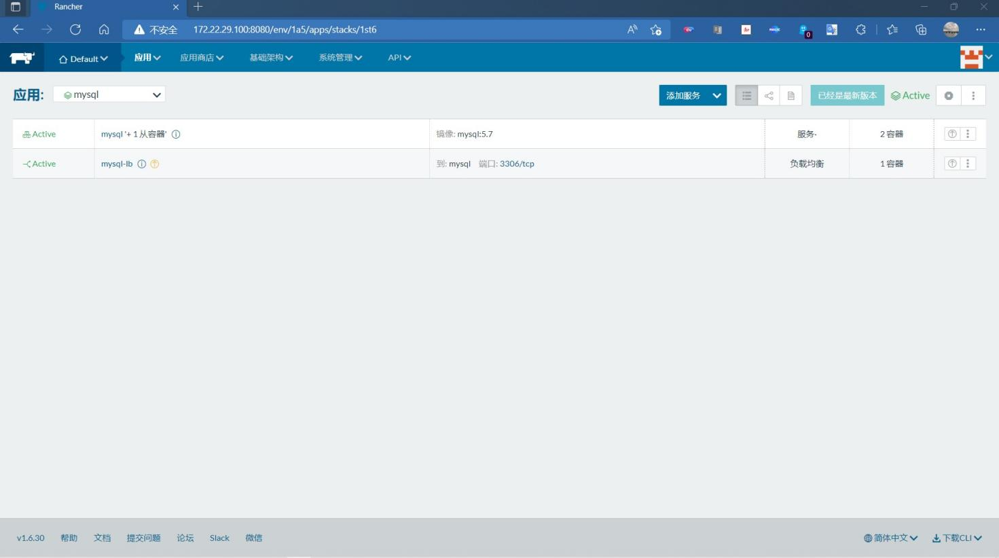 Rancher
不安全 172.22.29.100:8080/env/1a5/apps/stacks/1st6
0
Default 应用 应用商店 基础架构 系统管理 API
应用: mysql 添加服务 已经是最新版本 Active
Active mysql '+ 1 从容器' 镜像: mysql:5.7 服务· 2 容器
Active mysql-lb 到: mysql 端口: 3306/tcp 负载均衡 1 容器
v1.6.30 帮助 文档 提交问题 论坛 Slack 微信 简体中文 下载CLI